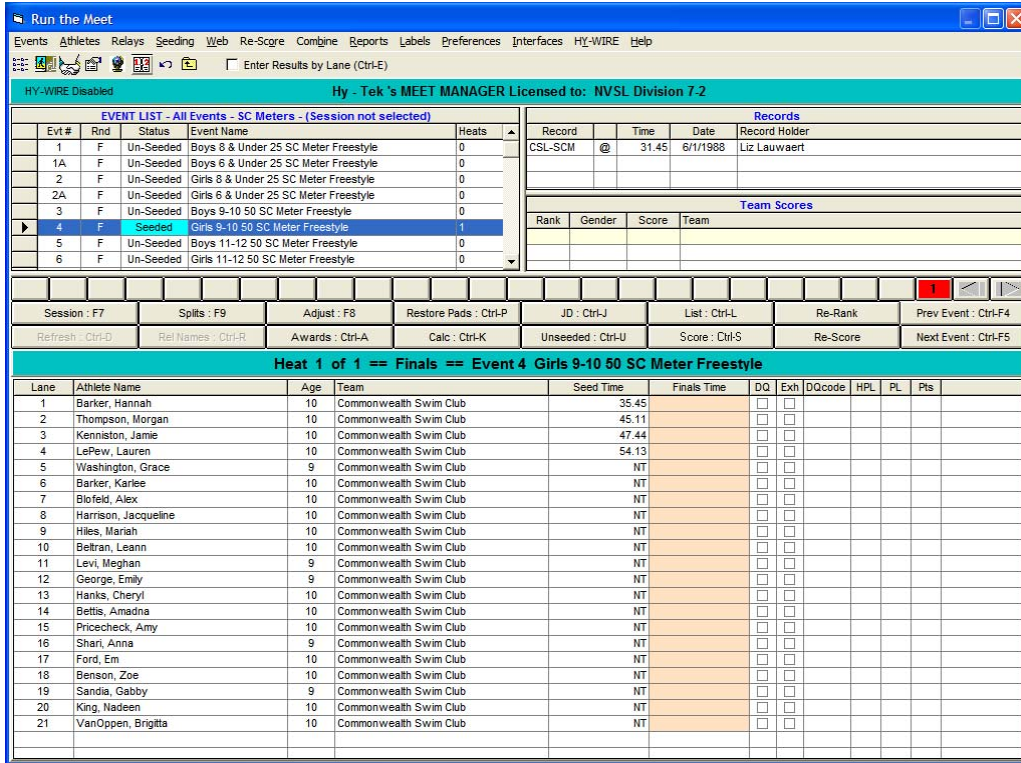 Run the Meet
Events Athletes Relays Seeding Web Re-Score Combine Reports Labels Preferences Interfaces HY-WIRE Help
Enter Results by Lane (Ctrl-E)
HY-WIRE Disabled Hy - Tek 's MEET MANAGER Licensed to: NVSL Division 7-2
EVENT LIST - All Events - SC Meters - (Session not selected)
Evt # Rnd Status Event Name Heats
1 F Un-Seeded Boys 8 & Under 25 SC Meter Freestyle 0
1A F Un-Seeded Boys 6 & Under 25 SC Meter Freestyle 0
2 F Un-Seeded Girls 8 & Under 25 SC Meter Freestyle 0
2A F Un-Seeded Girls 6 & Under 25 SC Meter Freestyle 0
3 F Un-Seeded Boys 9-10 50 SC Meter Freestyle 0
4 F Seeded Girls 9-10 50 SC Meter Freestyle 1
5 F Un-Seeded Boys 11-12 50 SC Meter Freestyle 0
6 F Un-Seeded Girls 11-12 50 SC Meter Freestyle 0
Records
Record Time Date Record Holder
CSL-SCM @ 31.45 6/1/1988 Liz Lauwaert
Team Scores
Rank Gender Score Team
1
Session : F7 Splits : F9 Adjust : F8 Restore Pads : Ctrl-P JD : Ctrl-J List : Ctrl-L Re-Rank Prev Event : Ctrl-F4
Refresh : Ctrl-D Rel Names : Ctrl-R Awards : Ctrl-A Calc : Ctrl-K Unseeded : Ctrl-U Score : Ctrl-S Re-Score Next Event : Ctrl-F5
Heat 1 of 1 == Finals == Event 4 Girls 9-10 50 SC Meter Freestyle
Lane Athlete Name Age Team Seed Time Finals Time DQ Exh DQcode HPL PL Pts
1 Barker, Hannah 10 Commonwealth Swim Club 35.45
2 Thompson, Morgan 10 Commonwealth Swim Club 45.11
3 Kenniston, Jamie 10 Commonwealth Swim Club 47.44
4 LePew, Lauren 10 Commonwealth Swim Club 54.13
5 Washington, Grace 9 Commonwealth Swim Club NT
6 Barker, Karlee 10 Commonwealth Swim Club NT
7 Blofeld, Alex 10 Commonwealth Swim Club NT
8 Harrison, Jacqueline 10 Commonwealth Swim Club NT
9 Hiles, Mariah 10 Commonwealth Swim Club NT
10 Beltran, Leann 10 Commonwealth Swim Club NT
11 Levi, Meghan 9 Commonwealth Swim Club NT
12 George, Emily 9 Commonwealth Swim Club NT
13 Hanks, Cheryl 10 Commonwealth Swim Club NT
14 Bettis, Amadna 10 Commonwealth Swim Club NT
15 Pricecheck, Amy 10 Commonwealth Swim Club NT
16 Shari, Anna 9 Commonwealth Swim Club NT
17 Ford, Em 10 Commonwealth Swim Club NT
18 Benson, Zoe 10 Commonwealth Swim Club NT
19 Sandia, Gabby 9 Commonwealth Swim Club NT
20 King, Nadeen 10 Commonwealth Swim Club NT
21 VanOppen, Brigitta 10 Commonwealth Swim Club NT